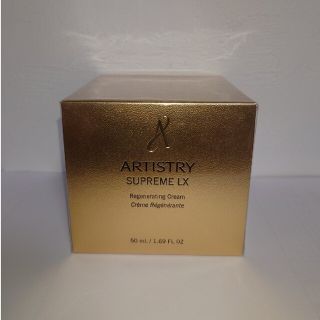 ARTISTRY
SUPREME LX
Regenerating Cream
Crème Régénérante
50 mL / 1.69 FL OZ